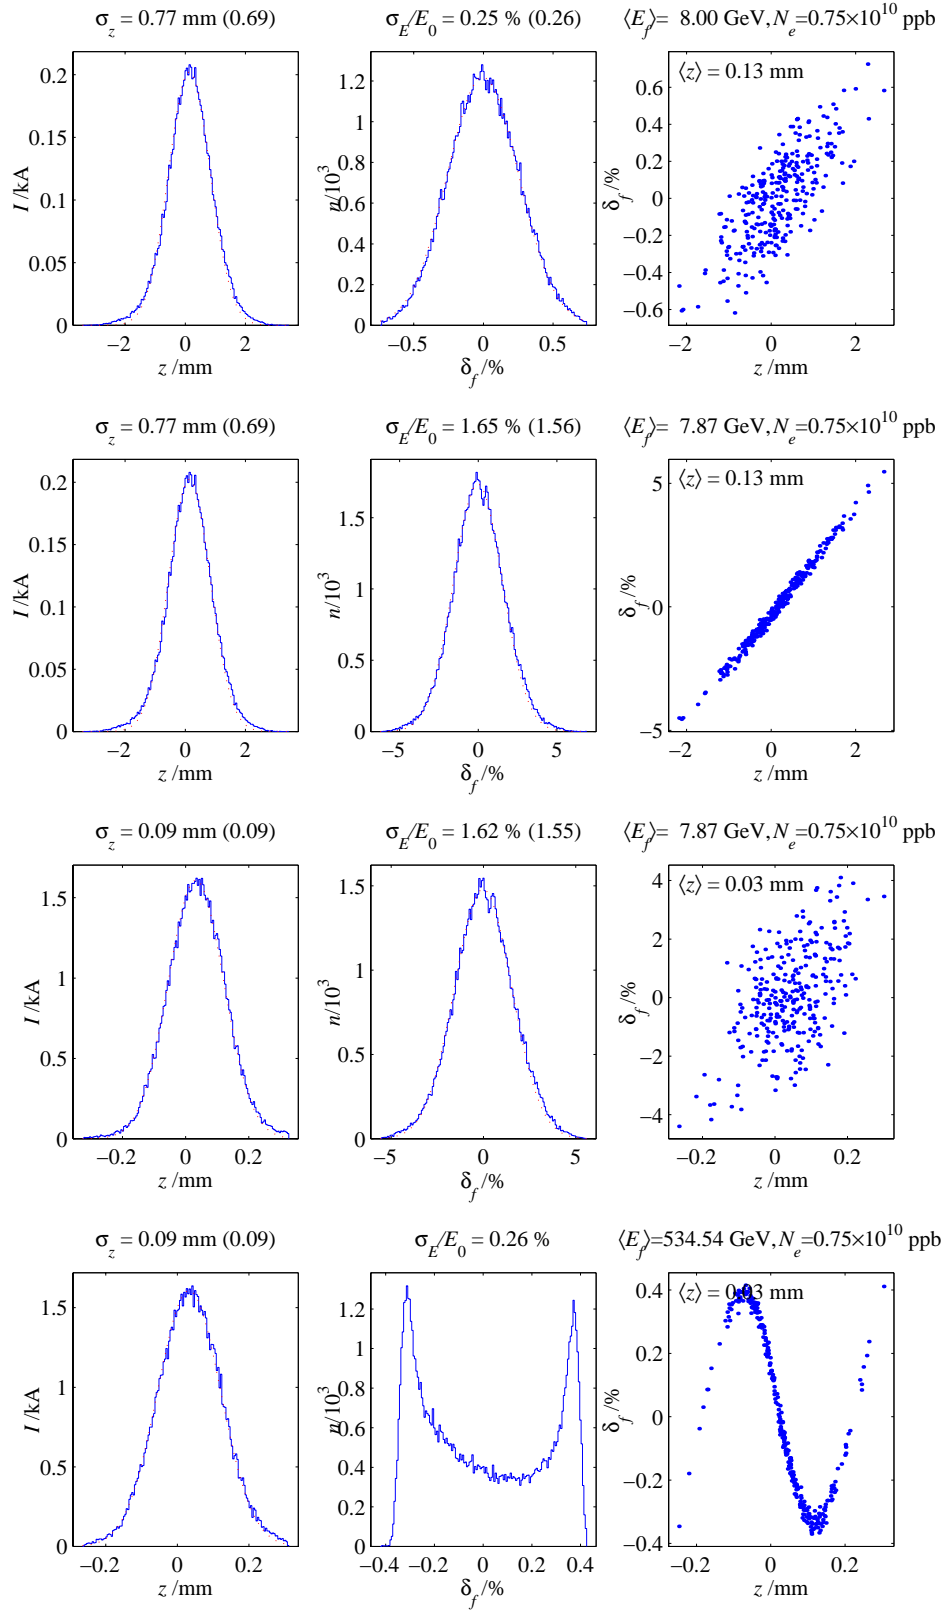 σz = 0.77 mm (0.69)
σE/E0 = 0.25 % (0.26)
⟨Ef⟩= 8.00 GeV, Ne=0.75×10^10 ppb
0.2
0.15
0.1
0.05
0
I /kA
−2 0 2
z /mm
1.2
1
0.8
0.6
0.4
0.2
0
n/10^3
−0.5 0 0.5
δf /%
⟨z⟩ = 0.13 mm
0.6
0.4
0.2
0
−0.2
−0.4
−0.6
δf /%
−2 0 2
z /mm
σz = 0.77 mm (0.69)
σE/E0 = 1.65 % (1.56)
⟨Ef⟩= 7.87 GeV, Ne=0.75×10^10 ppb
0.2
0.15
0.1
0.05
0
I /kA
−2 0 2
z /mm
1.5
1
0.5
0
n/10^3
−5 0 5
δf /%
⟨z⟩ = 0.13 mm
5
0
−5
δf /%
−2 0 2
z /mm
σz = 0.09 mm (0.09)
σE/E0 = 1.62 % (1.55)
⟨Ef⟩= 7.87 GeV, Ne=0.75×10^10 ppb
1.5
1
0.5
0
I /kA
−0.2 0 0.2
z /mm
1.5
1
0.5
0
n/10^3
−5 0 5
δf /%
⟨z⟩ = 0.03 mm
4
2
0
−2
−4
δf /%
−0.2 0 0.2
z /mm
σz = 0.09 mm (0.09)
σE/E0 = 0.26 %
⟨Ef⟩=534.54 GeV, Ne=0.75×10^10 ppb
1.5
1
0.5
0
I /kA
−0.2 0 0.2
z /mm
1.2
1
0.8
0.6
0.4
0.2
0
n/10^3
−0.4 −0.2 0 0.2 0.4
δf /%
⟨z⟩ = 0.03 mm
0.4
0.2
0
−0.2
−0.4
δf /%
−0.2 0 0.2
z /mm